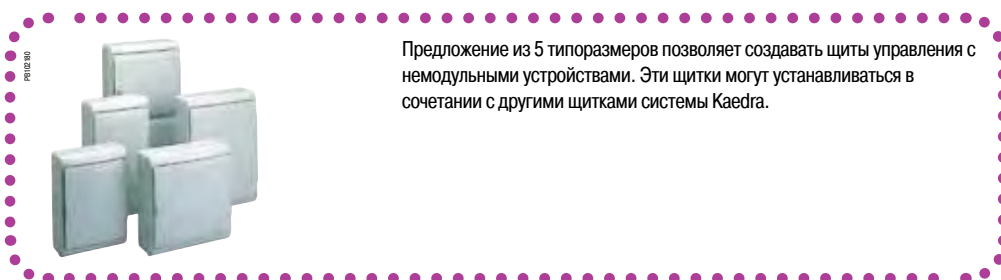 PB102180
Предложение из 5 типоразмеров позволяет создавать щиты управления с
немодульными устройствами. Эти щитки могут устанавливаться в
сочетании с другими щитками системы Kaedra.